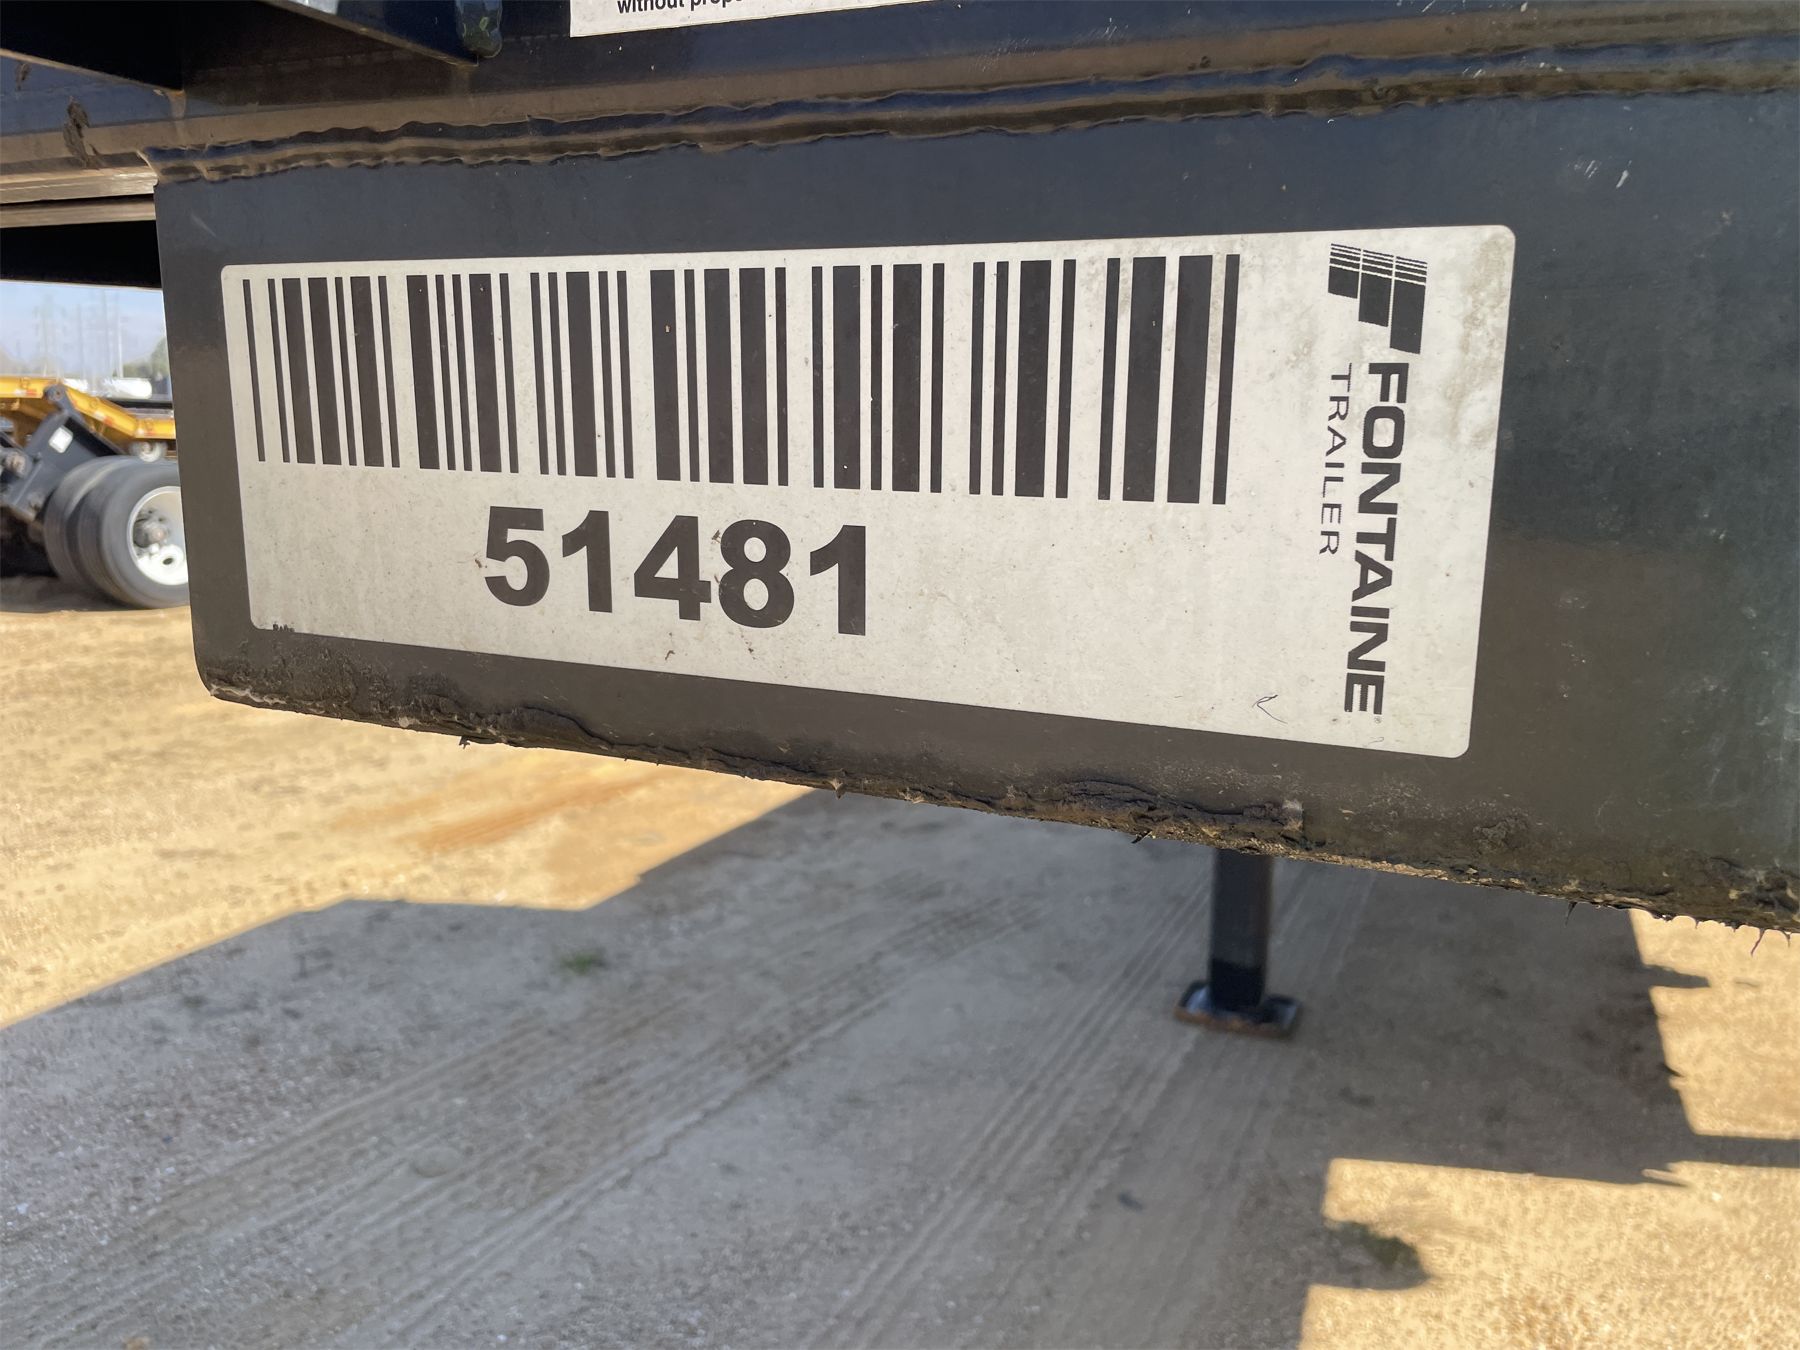 without prop
51481
FONTAINE®
TRAILER